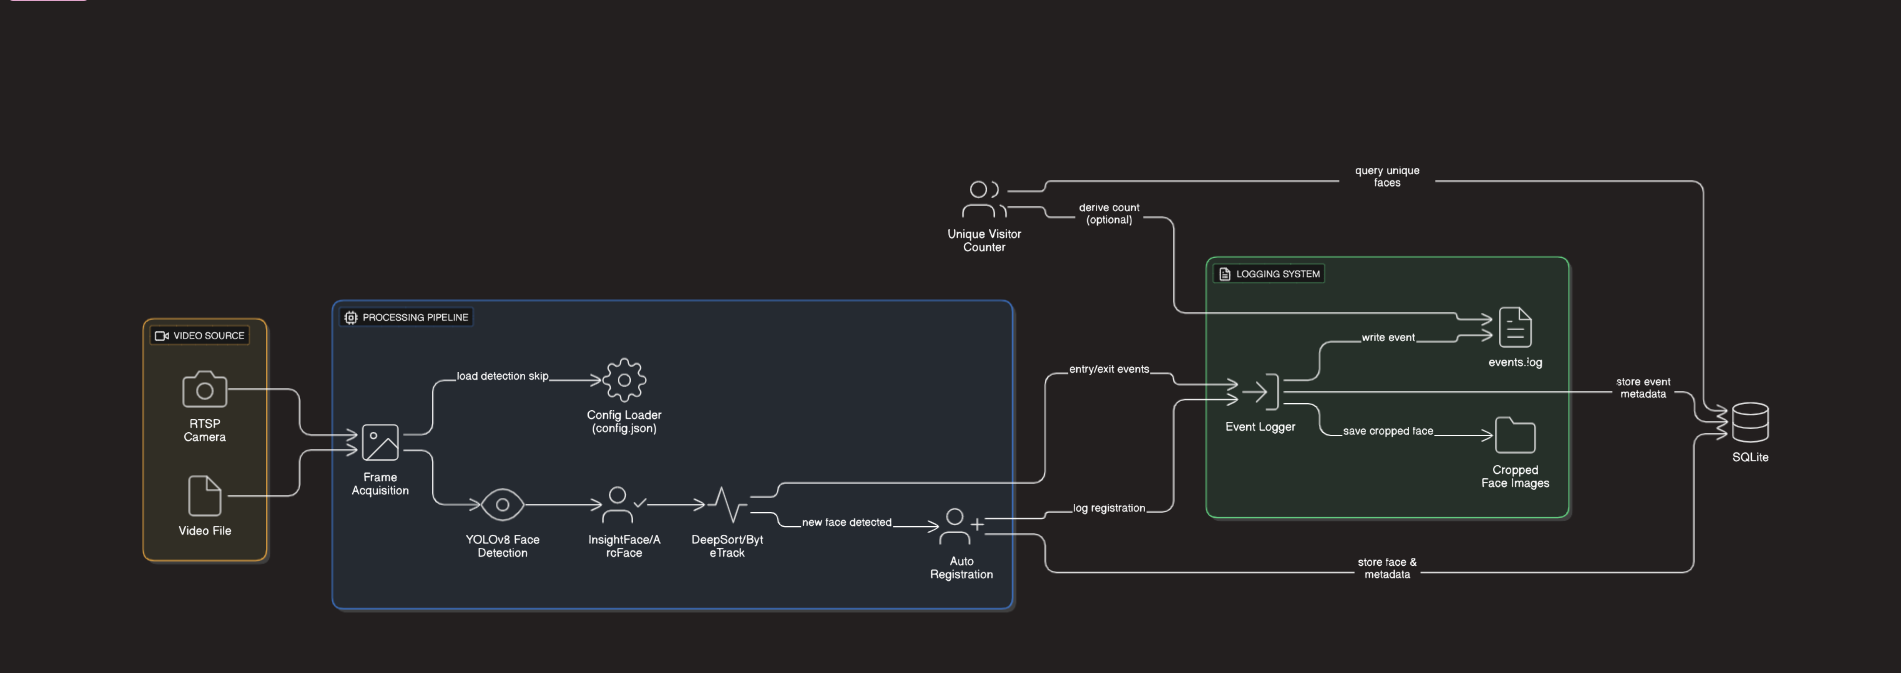 query unique
faces
derive count
(optional)
Unique Visitor
Counter
LOGGING SYSTEM
PROCESSING PIPELINE
VIDEO SOURCE
write event
events.log
load detection skip
entry/exit events
store event
metadata
Config Loader
(config.json)
RTSP
Camera
Event Logger
save cropped face
SQLite
Frame
Acquisition
Cropped
Face Images
log registration
new face detected
Video File
YOLOv8 Face
Detection
InsightFace/A
rcFace
DeepSort/Byt
eTrack
Auto
Registration
store face &
metadata